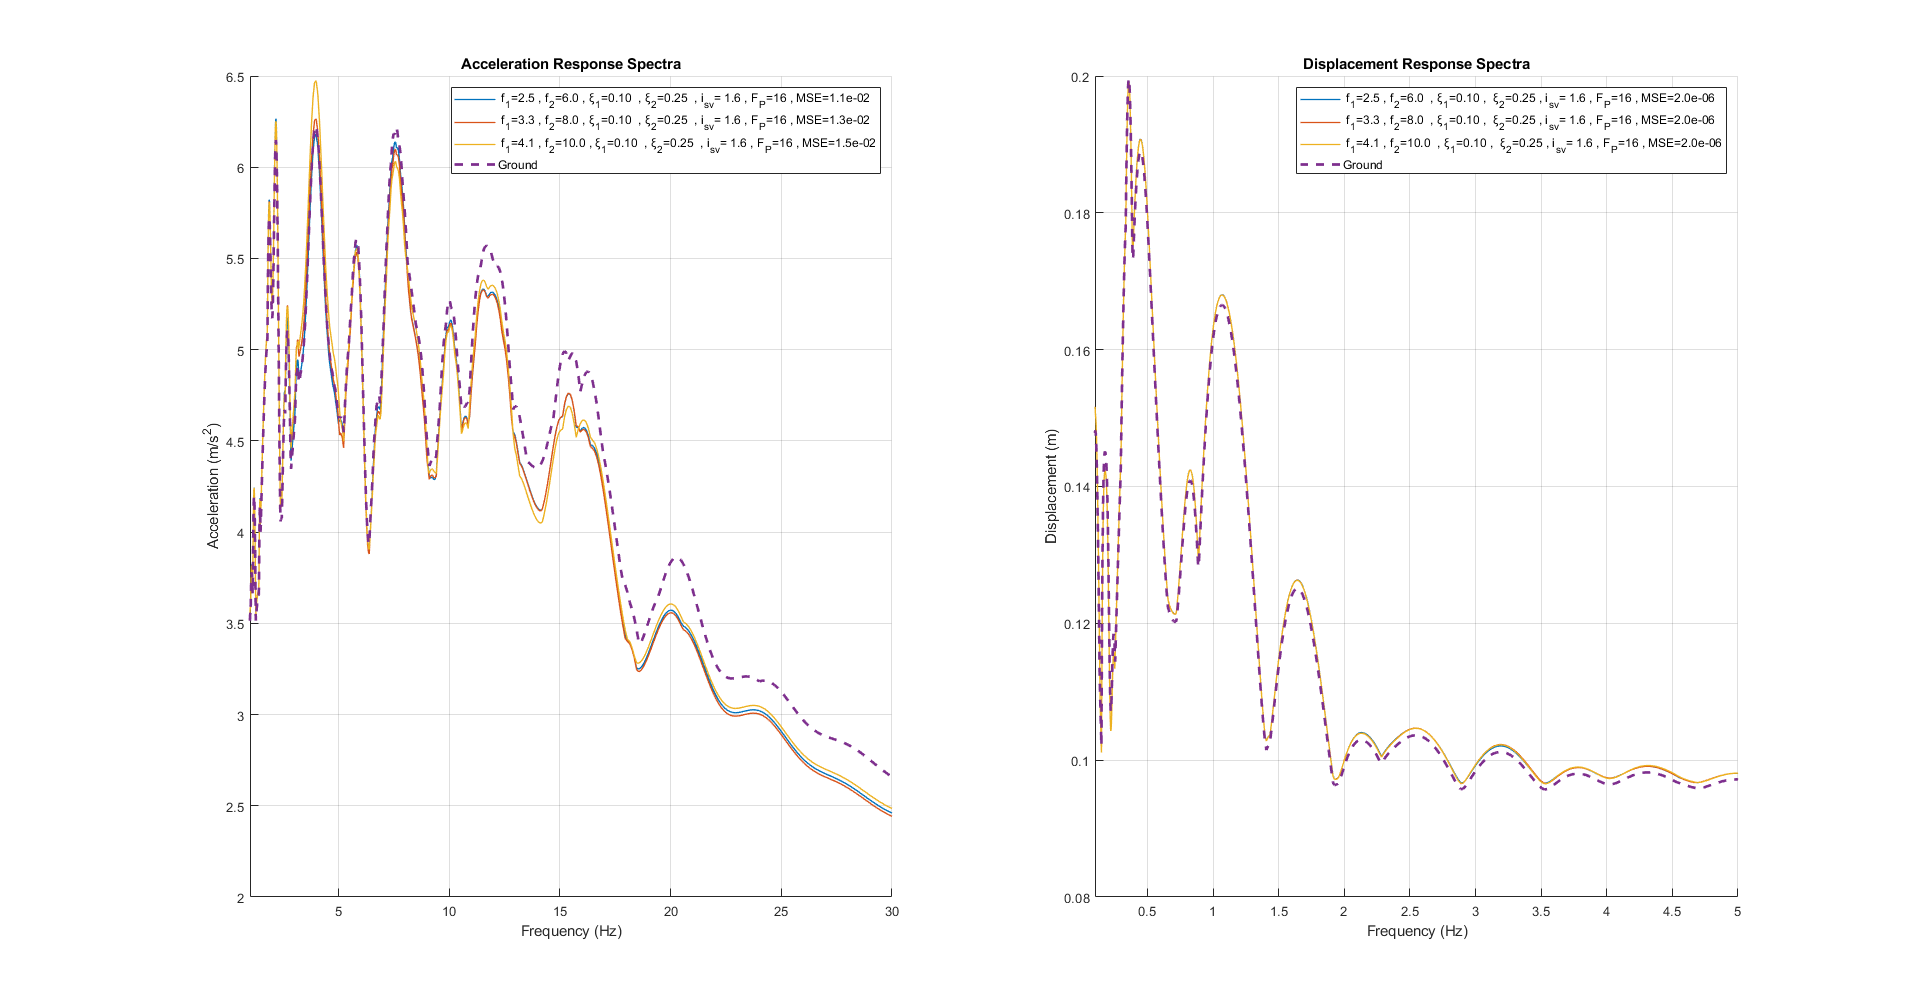 Acceleration Response Spectra
f1=2.5 , f2=6.0 , ξ1=0.10 , ξ2=0.25 , isv= 1.6 , FP=16 , MSE=1.1e-02
f1=3.3 , f2=8.0 , ξ1=0.10 , ξ2=0.25 , isv= 1.6 , FP=16 , MSE=1.3e-02
f1=4.1 , f2=10.0 , ξ1=0.10 , ξ2=0.25 , isv= 1.6 , FP=16 , MSE=1.5e-02
Ground
6.5
6
5.5
5
4.5
4
3.5
3
2.5
2
Acceleration (m/s²)
5 10 15 20 25 30
Frequency (Hz)
Displacement Response Spectra
f1=2.5 , f2=6.0 , ξ1=0.10 , ξ2=0.25 , isv= 1.6 , FP=16 , MSE=2.0e-06
f1=3.3 , f2=8.0 , ξ1=0.10 , ξ2=0.25 , isv= 1.6 , FP=16 , MSE=2.0e-06
f1=4.1 , f2=10.0 , ξ1=0.10 , ξ2=0.25 , isv= 1.6 , FP=16 , MSE=2.0e-06
Ground
0.2
0.18
0.16
0.14
0.12
0.1
0.08
Displacement (m)
0.5 1 1.5 2 2.5 3 3.5 4 4.5 5
Frequency (Hz)